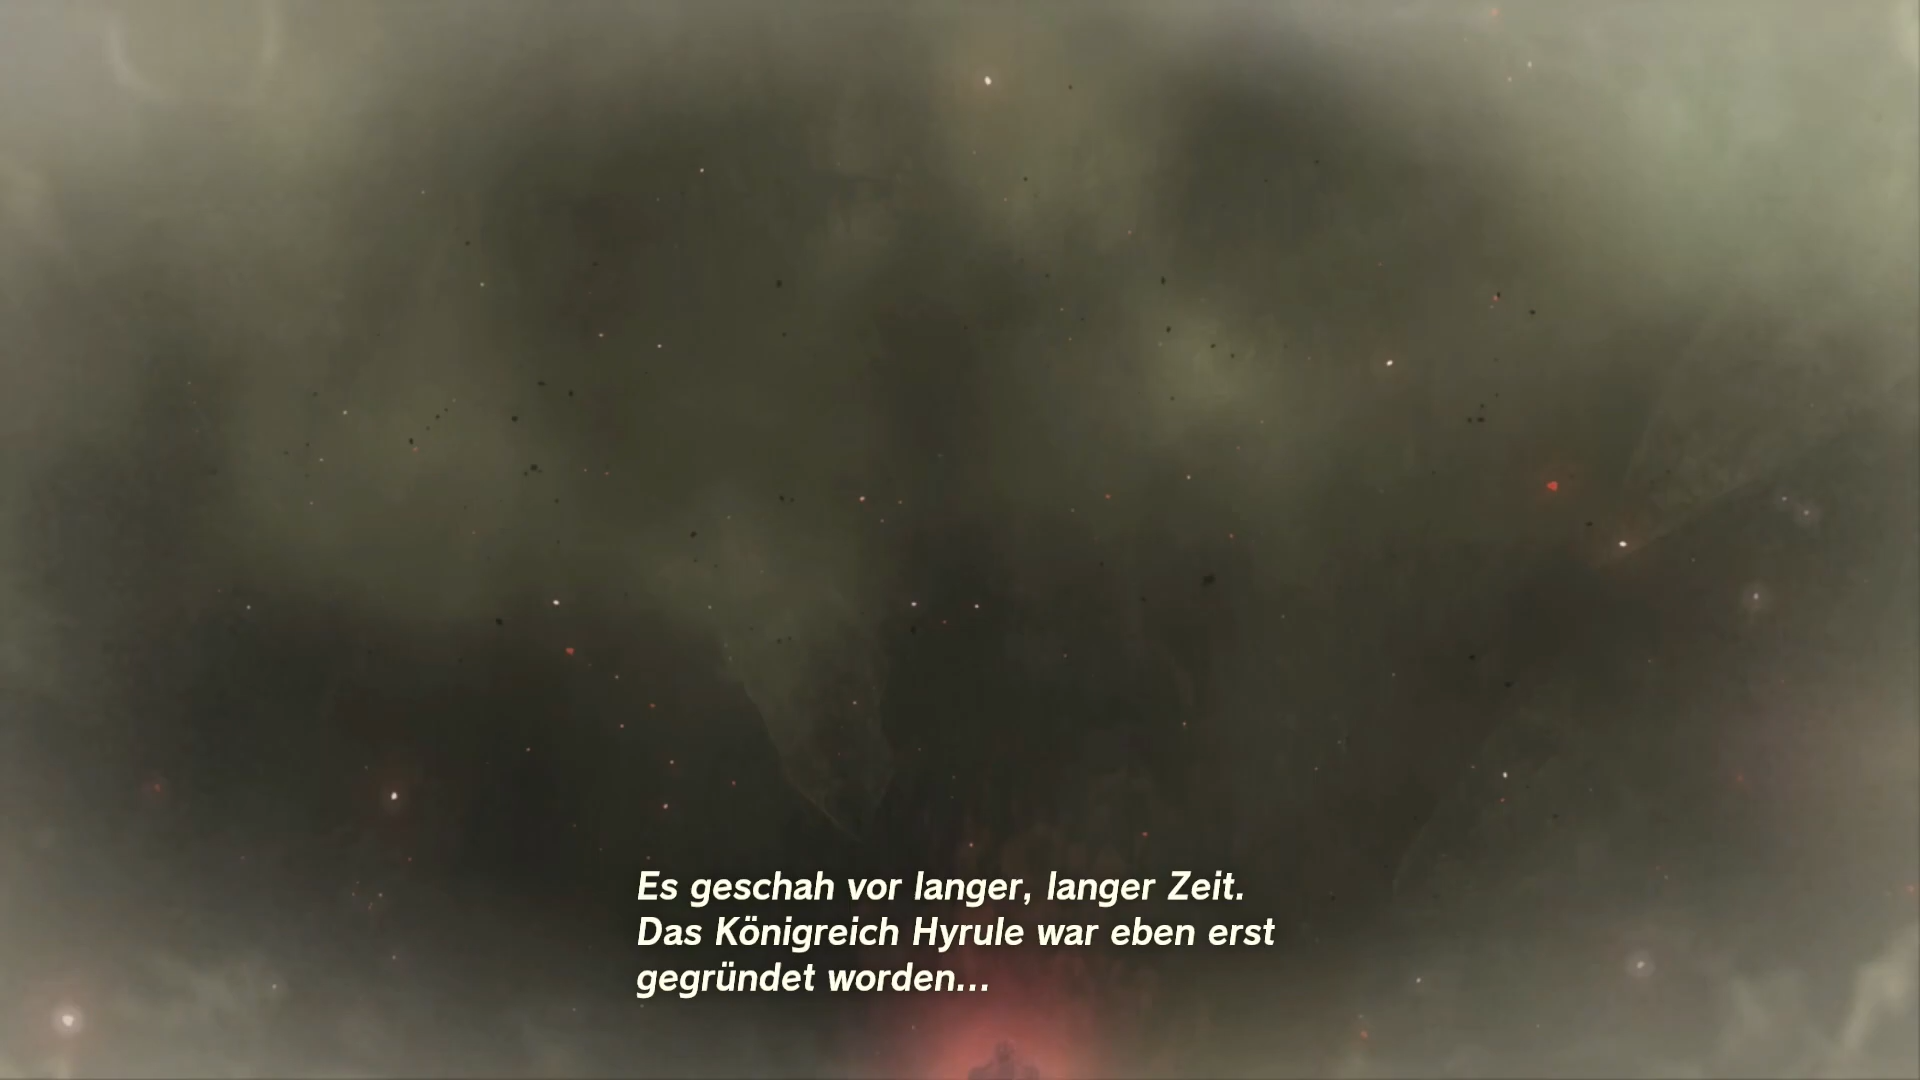 Es geschah vor langer, langer Zeit.
Das Königreich Hyrule war eben erst
gegründet worden...